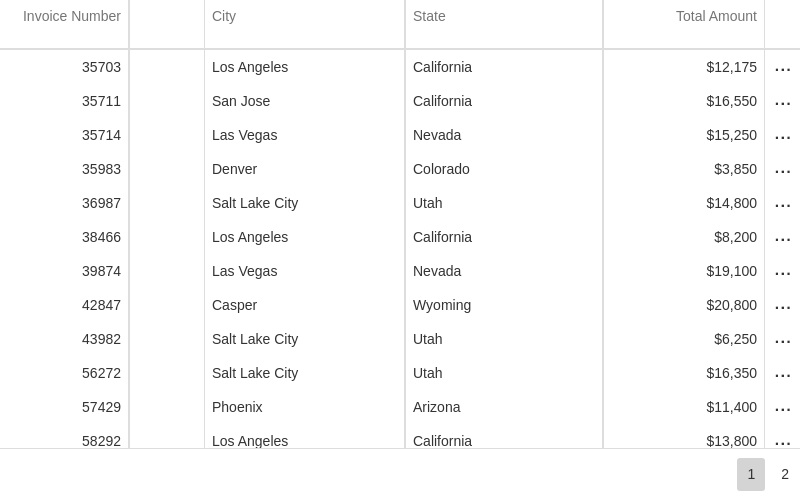 Invoice Number City State Total Amount
35703 Los Angeles California $12,175 ...
35711 San Jose California $16,550 ...
35714 Las Vegas Nevada $15,250 ...
35983 Denver Colorado $3,850 ...
36987 Salt Lake City Utah $14,800 ...
38466 Los Angeles California $8,200 ...
39874 Las Vegas Nevada $19,100 ...
42847 Casper Wyoming $20,800 ...
43982 Salt Lake City Utah $6,250 ...
56272 Salt Lake City Utah $16,350 ...
57429 Phoenix Arizona $11,400 ...
58292 Los Angeles California $13,800 ...
1 2